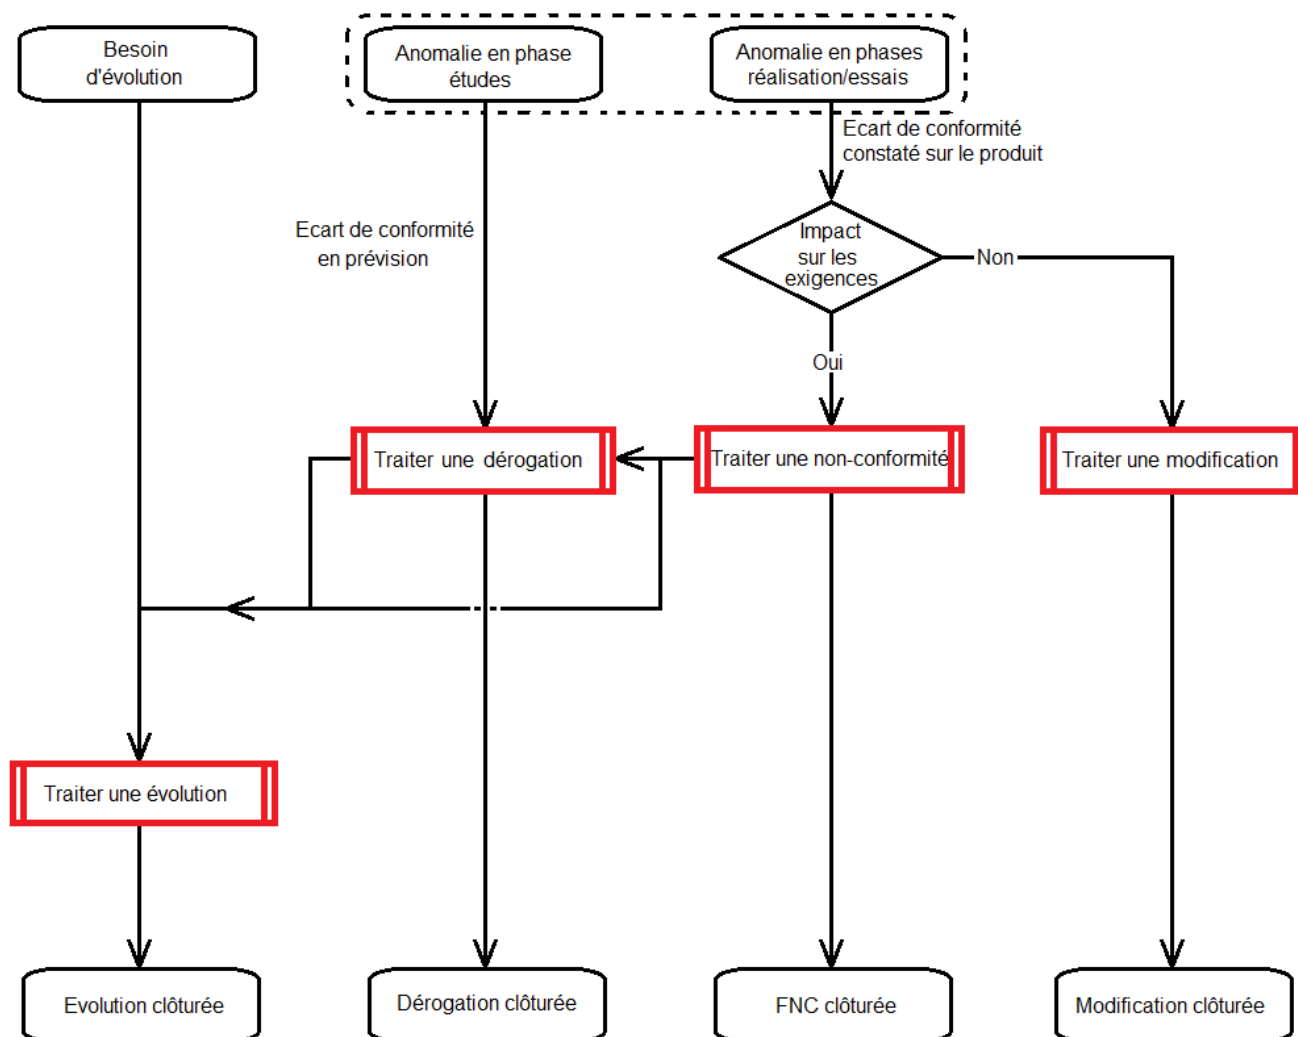 Besoin
d'évolution
Anomalie en phase
études
Anomalie en phases
réalisation/essais
Ecart de conformité
constaté sur le produit
Ecart de conformité
en prévision
Impact
sur les
exigences
Non
Oui
Traiter une dérogation
Traiter une non-conformité
Traiter une modification
Traiter une évolution
Evolution clôturée
Dérogation clôturée
FNC clôturée
Modification clôturée